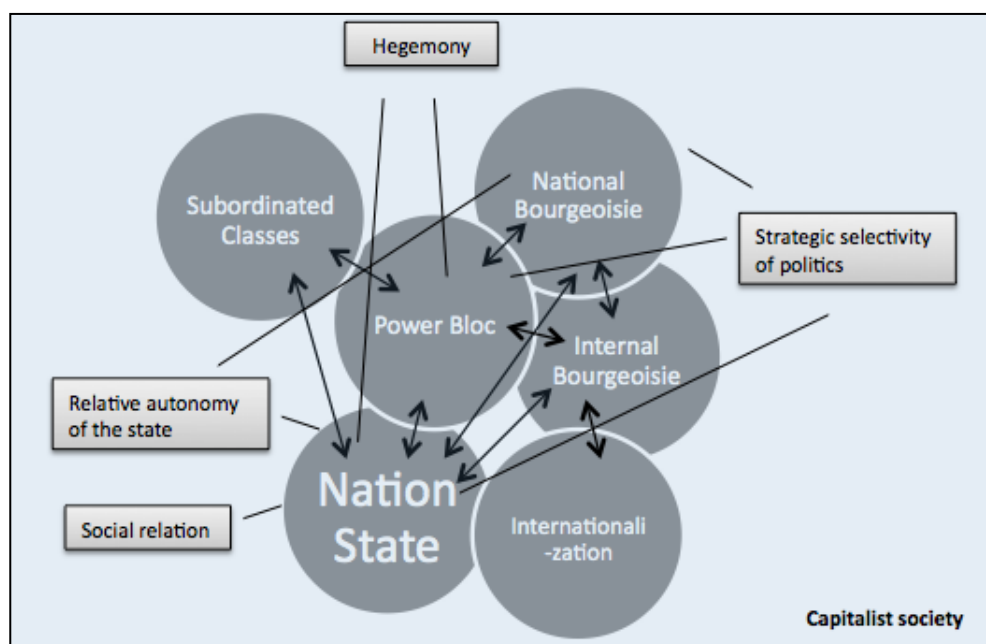 Hegemony
Subordinated
Classes
National
Bourgeoisie
Strategic selectivity
of politics
Power Bloc
Internal
Bourgeoisie
Relative autonomy
of the state
Nation
State
Social relation
Internationali
-zation
Capitalist society